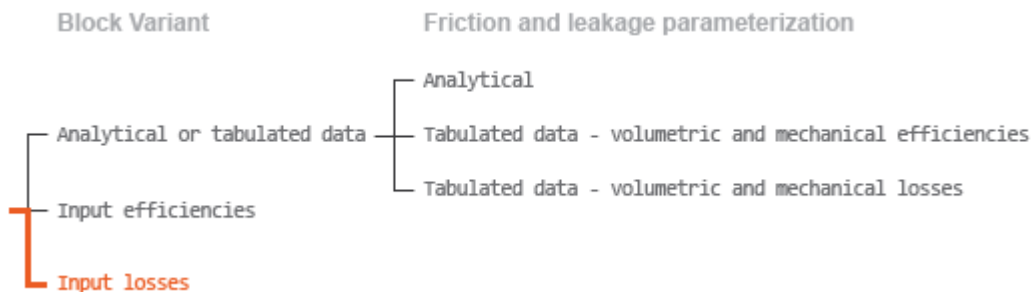 Block Variant
Friction and leakage parameterization
Analytical
Analytical or tabulated data
Tabulated data - volumetric and mechanical efficiencies
Tabulated data - volumetric and mechanical losses
Input efficiencies
Input losses